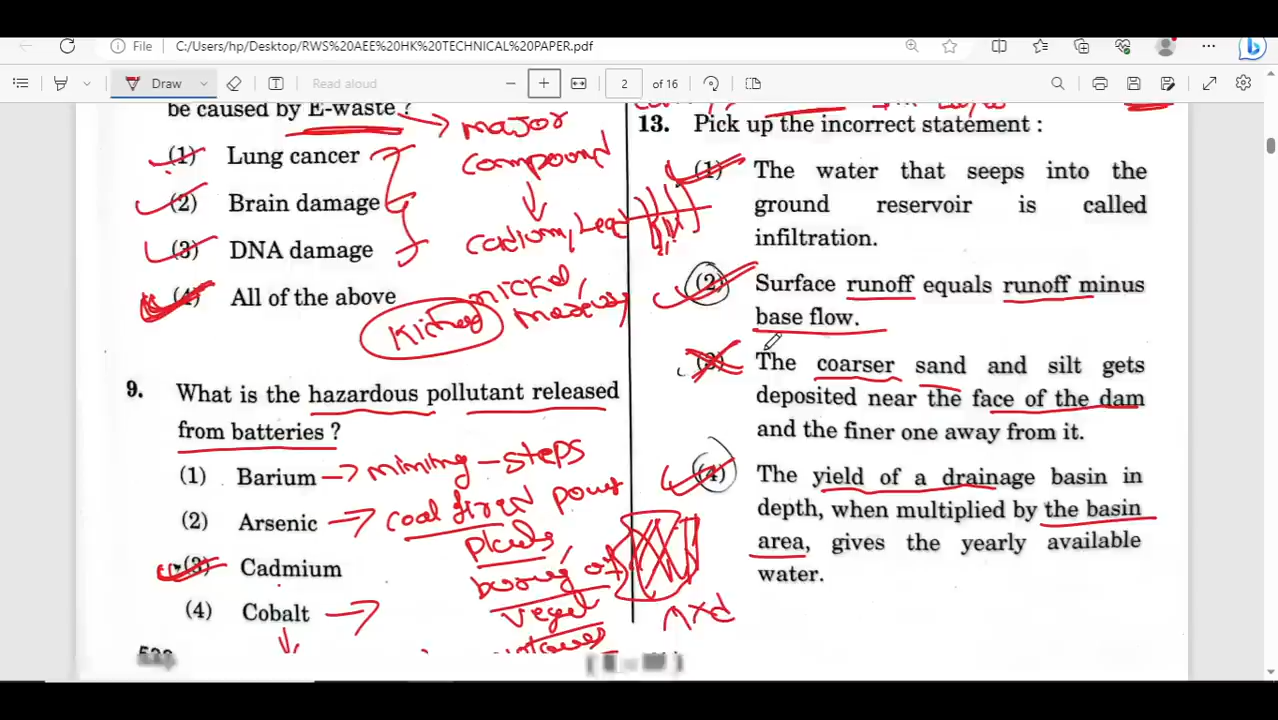 File
C:/Users/hp/Desktop/RWS%20AEE%20HK%20TECHNICAL%20PAPER.pdf
Draw
Read aloud
2
of 16
be caused by E-waste ?
(1) Lung cancer
(2) Brain damage
(3) DNA damage
(4) All of the above
major
compound
cadium, Lead
nickel,
mercury
Kidney
9. What is the hazardous pollutant released
from batteries ?
(1) Barium
(2) Arsenic
(3) Cadmium
(4) Cobalt
mining - steps
coal fired power
plants,
of
13. Pick up the incorrect statement :
(1) The water that seeps into the
ground reservoir is called
infiltration.
(2) Surface runoff equals runoff minus
base flow.
(3) The coarser sand and silt gets
deposited near the face of the dam
and the finer one away from it.
(4) The yield of a drainage basin in
depth, when multiplied by the basin
area, gives the yearly available
water.
A×d